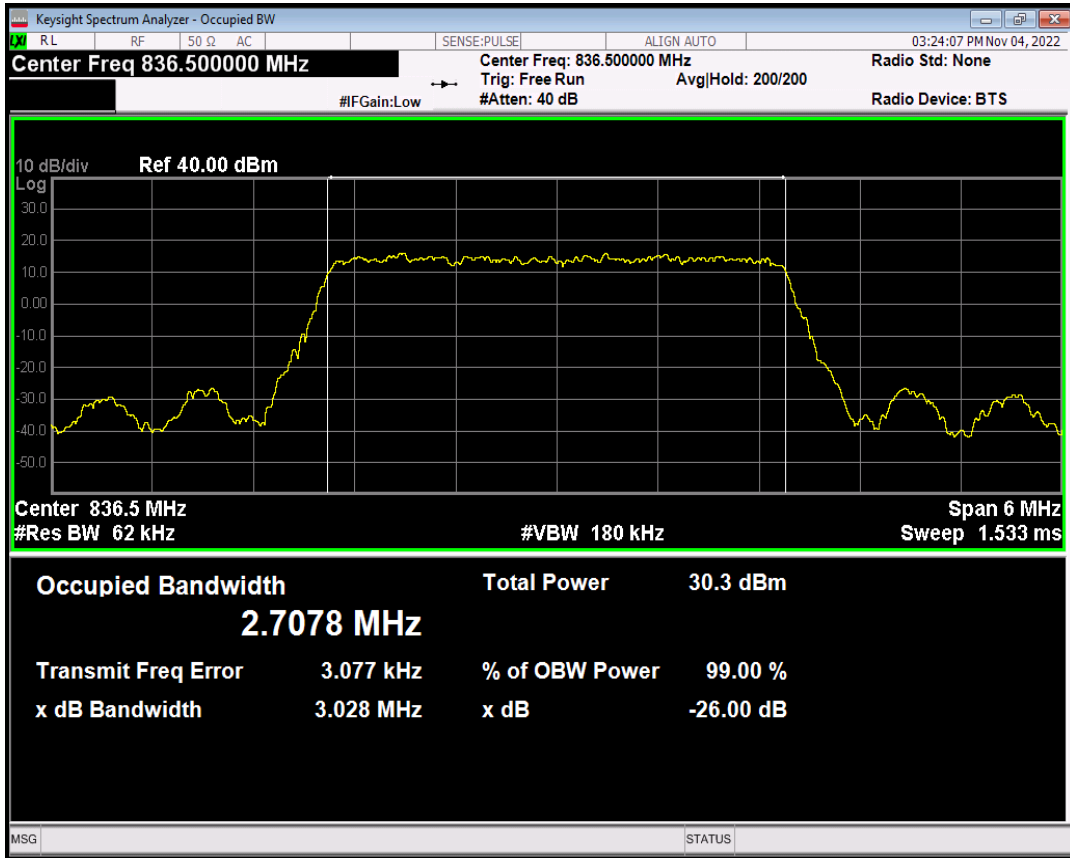 Keysight Spectrum Analyzer - Occupied BW
LXI RL RF 50 Ω AC SENSE:PULSE ALIGN AUTO 03:24:07 PM Nov 04, 2022
Center Freq 836.500000 MHz
Center Freq: 836.500000 MHz Radio Std: None
Trig: Free Run Avg|Hold: 200/200
#IFGain:Low #Atten: 40 dB Radio Device: BTS
10 dB/div Ref 40.00 dBm
Log
30.0
20.0
10.0
0.00
-10.0
-20.0
-30.0
-40.0
-50.0
Center 836.5 MHz Span 6 MHz
#Res BW 62 kHz #VBW 180 kHz Sweep 1.533 ms
Occupied Bandwidth Total Power 30.3 dBm
2.7078 MHz
Transmit Freq Error 3.077 kHz % of OBW Power 99.00 %
x dB Bandwidth 3.028 MHz x dB -26.00 dB
MSG STATUS